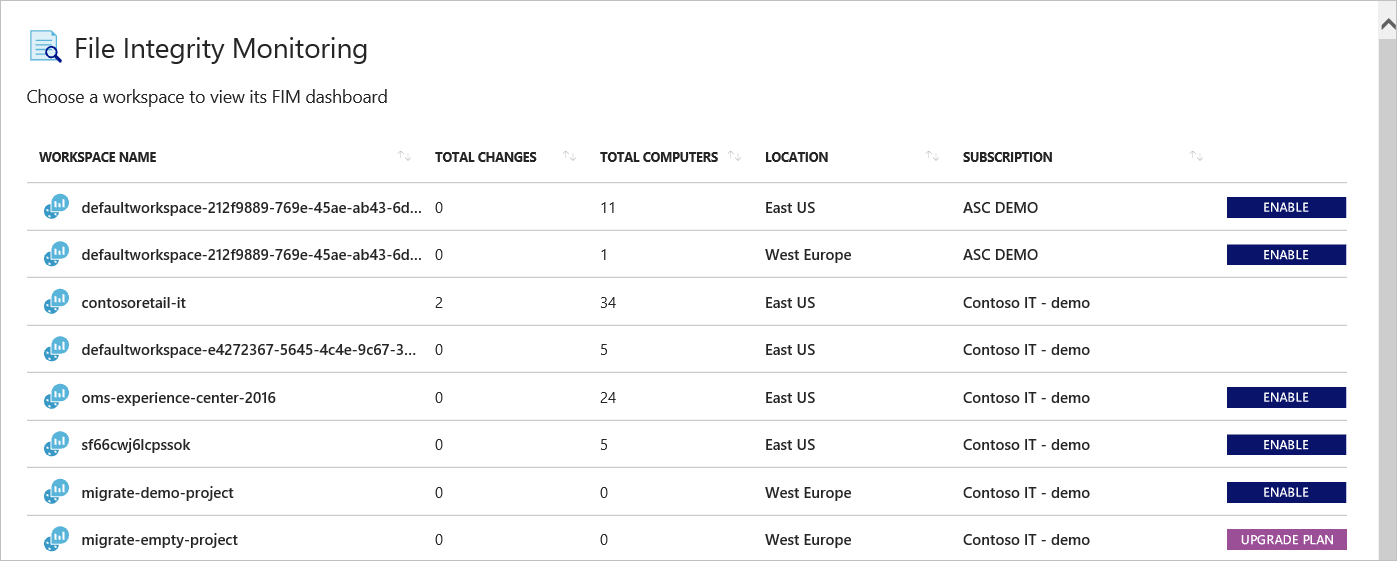 File Integrity Monitoring
Choose a workspace to view its FIM dashboard
WORKSPACE NAME TOTAL CHANGES TOTAL COMPUTERS LOCATION SUBSCRIPTION
defaultworkspace-212f9889-769e-45ae-ab43-6d... 0 11 East US ASC DEMO ENABLE
defaultworkspace-212f9889-769e-45ae-ab43-6d... 0 1 West Europe ASC DEMO ENABLE
contosoretail-it 2 34 East US Contoso IT - demo
defaultworkspace-e4272367-5645-4c4e-9c67-3... 0 5 East US Contoso IT - demo
oms-experience-center-2016 0 24 East US Contoso IT - demo ENABLE
sf66cwj6lcpssok 0 5 East US Contoso IT - demo ENABLE
migrate-demo-project 0 0 West Europe Contoso IT - demo ENABLE
migrate-empty-project 0 0 West Europe Contoso IT - demo UPGRADE PLAN